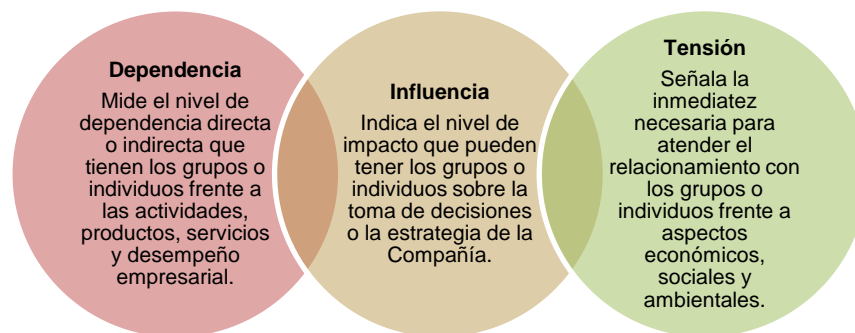 Dependencia
Mide el nivel de
dependencia directa
o indirecta que
tienen los grupos o
individuos frente a
las actividades,
productos, servicios
y desempeño
empresarial.
Influencia
Indica el nivel de
impacto que pueden
tener los grupos o
individuos sobre la
toma de decisiones
o la estrategia de la
Compañía.
Tensión
Señala la
inmediatez
necesaria para
atender el
relacionamiento con
los grupos o
individuos frente a
aspectos
económicos,
sociales y
ambientales.